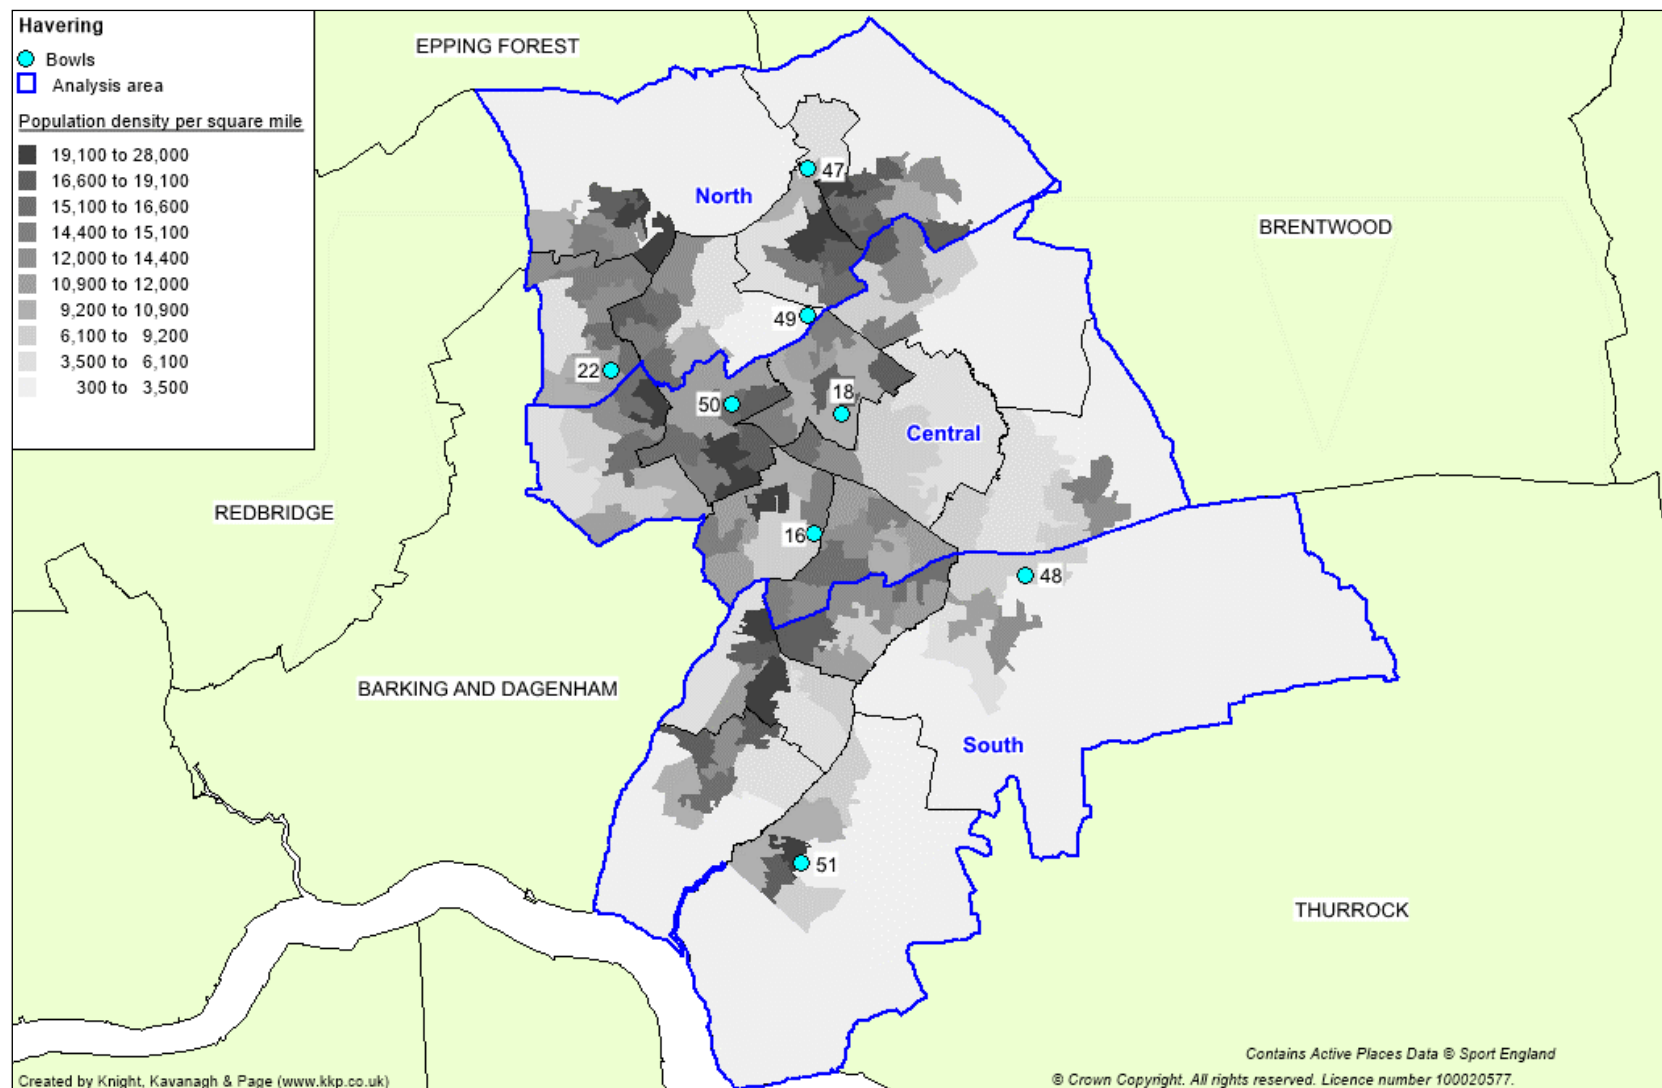 Havering
Bowls
Analysis area
Population density per square mile
19,100 to 28,000
16,600 to 19,100
15,100 to 16,600
14,400 to 15,100
12,000 to 14,400
10,900 to 12,000
9,200 to 10,900
6,100 to 9,200
3,500 to 6,100
300 to 3,500
EPPING FOREST
47
North
BRENTWOOD
49
22
18
50
Central
REDBRIDGE
16
48
BARKING AND DAGENHAM
South
51
THURROCK
Contains Active Places Data © Sport England
Created by Knight, Kavanagh & Page (www.kkp.co.uk)
© Crown Copyright. All rights reserved. Licence number 100020577.